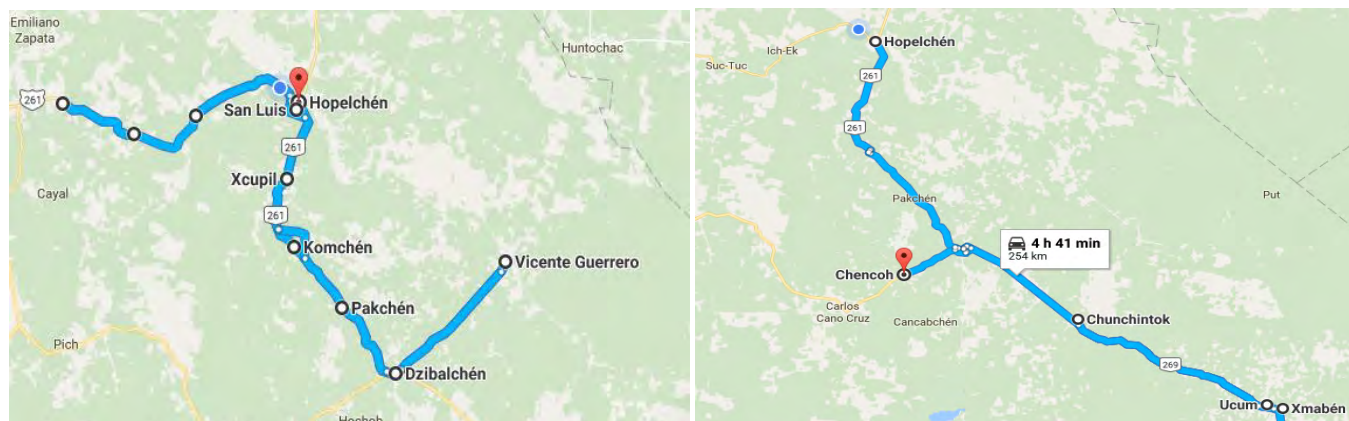 Emiliano
Zapata
Huntochac
261
Hopelchén
San Luis
261
Xcupil
Cayal
261
Komchén
Vicente Guerrero
Pakchén
Pich
Dzibalchén
Hopelchén
Ich-Ek
Suc-Tuc
261
261
Pakchén
Put
4 h 41 min
254 km
Chencoh
Carlos
Cano Cruz
Cancabchén
Chunchintok
269
Ucum
Xmabén